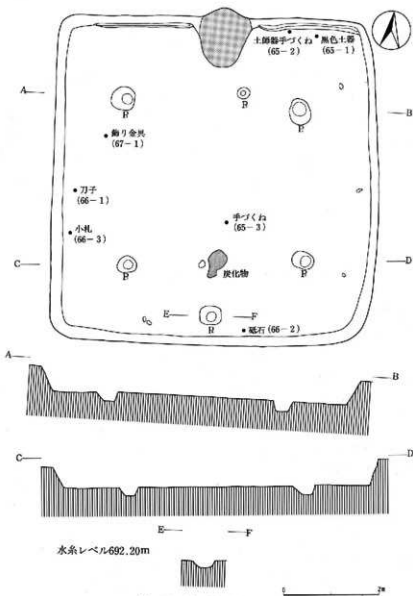 土師器手づくね
(65-2)
黒色土器
(65-1)
A
B
P
P
P
飾り金具
(67-1)
刀子
(66-1)
手づくね
(65-3)
小札
(66-3)
C
D
P
炭化物
P
E
F
P
砥石(66-2)
A
B
C
D
E
F
水糸レベル692.20m
0
2m